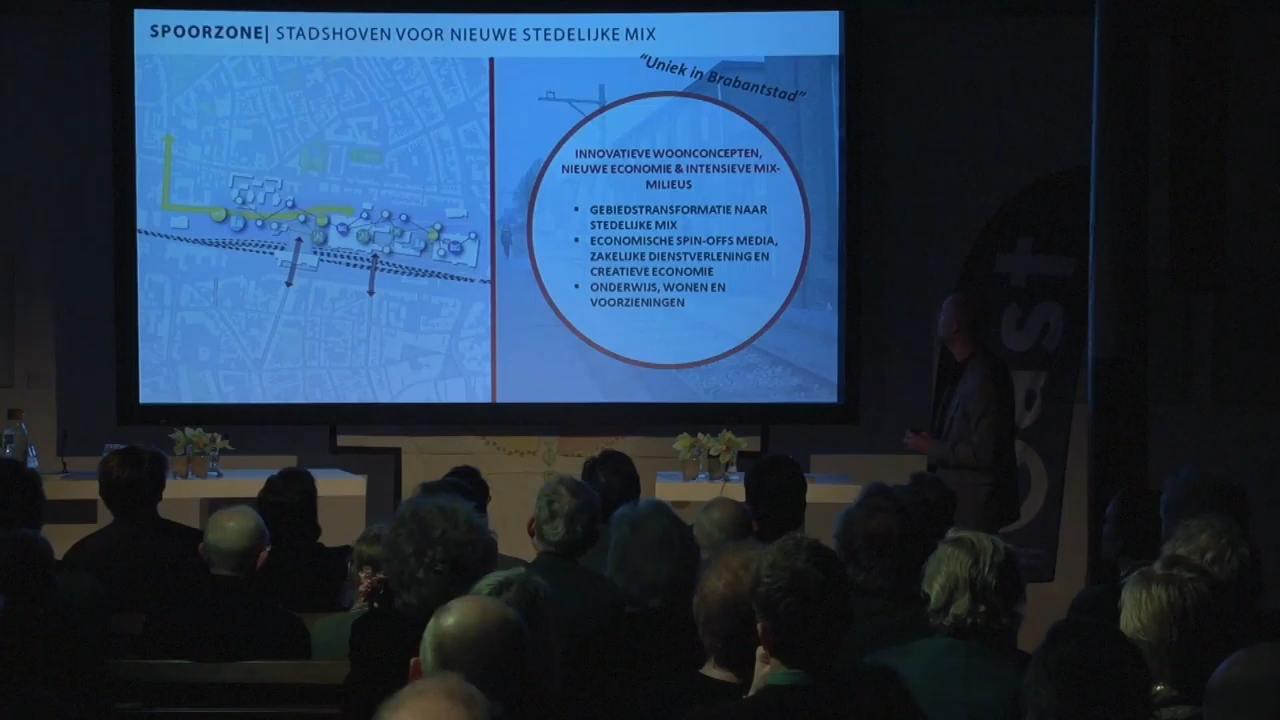 SPOORZONE| STADSHOVEN VOOR NIEUWE STEDELIJKE MIX
"Uniek in Brabantstad"
INNOVATIEVE WOONCONCEPTEN,
NIEUWE ECONOMIE & INTENSIEVE MIX-
MILIEUS
• GEBIEDSTRANSFORMATIE NAAR
STEDELIJKE MIX
• ECONOMISCHE SPIN-OFFS MEDIA,
ZAKELIJKE DIENSTVERLENING EN
CREATIEVE ECONOMIE
• ONDERWIJS, WONEN EN
VOORZIENINGEN